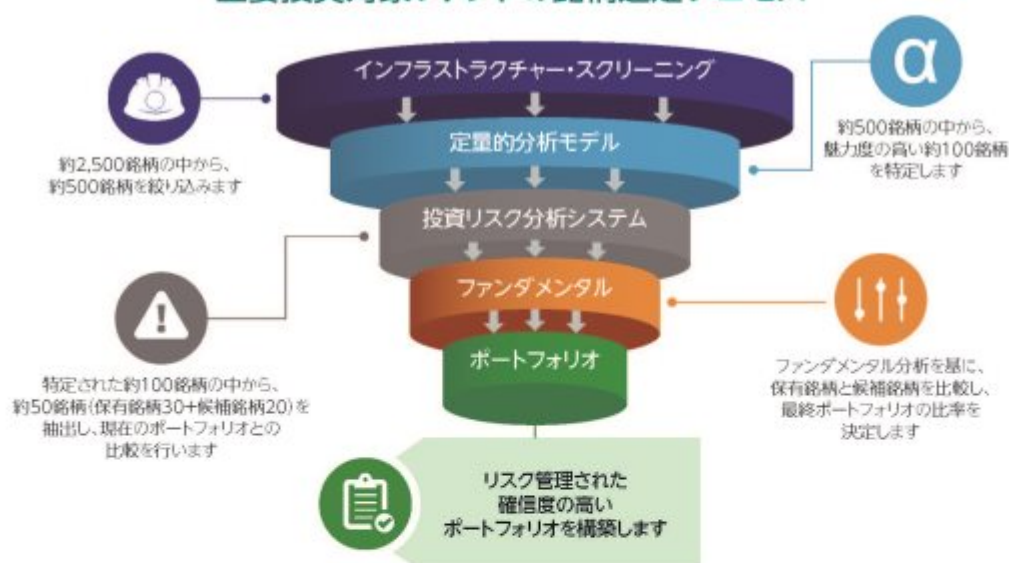 インフラストラクチャー・スクリーニング
定量的分析モデル
投資リスク分析システム
ファンダメンタル
ポートフォリオ
約2,500銘柄の中から、
約500銘柄を絞り込みます
α
約500銘柄の中から、
魅力度の高い約100銘柄
を特定します
特定された約100銘柄の中から、
約50銘柄(保有銘柄30+候補銘柄20)を
抽出し、現在のポートフォリオとの
比較を行います
ファンダメンタル分析を基に、
保有銘柄と候補銘柄を比較し、
最終ポートフォリオの比率を
決定します
リスク管理された
確信度の高い
ポートフォリオを構築します